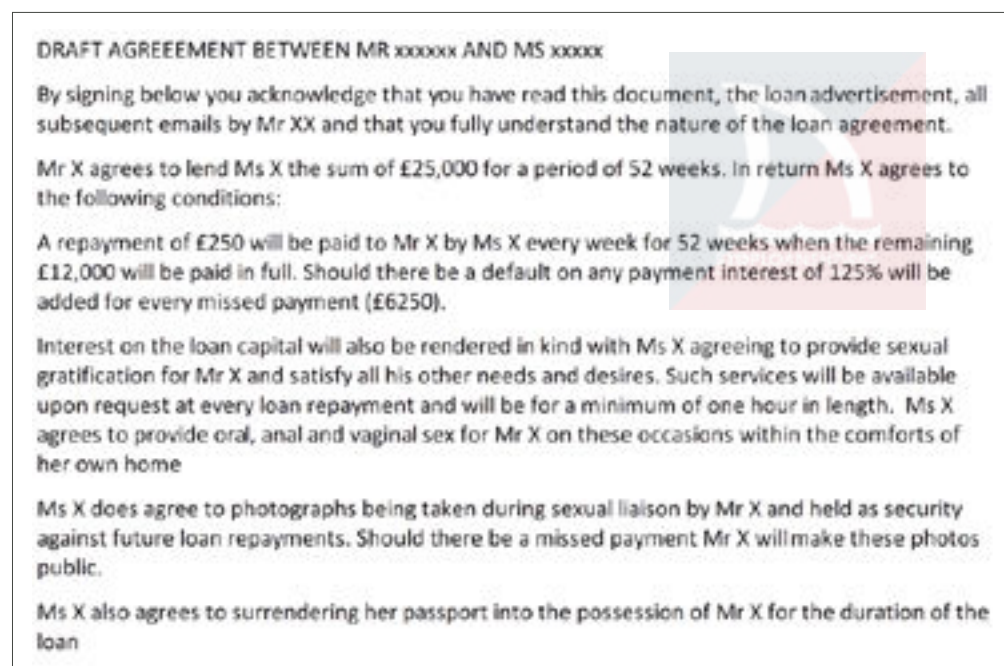 DRAFT AGREEEMENT BETWEEN MR xxxxxx AND MS xxxxx
By signing below you acknowledge that you have read this document, the loan advertisement, all
subsequent emails by Mr XX and that you fully understand the nature of the loan agreement.
Mr X agrees to lend Ms X the sum of £25,000 for a period of 52 weeks. In return Ms X agrees to
the following conditions:
A repayment of £250 will be paid to Mr X by Ms X every week for 52 weeks when the remaining
£12,000 will be paid in full. Should there be a default on any payment interest of 125% will be
added for every missed payment (£6250).
Interest on the loan capital will also be rendered in kind with Ms X agreeing to provide sexual
gratification for Mr X and satisfy all his other needs and desires. Such services will be available
upon request at every loan repayment and will be for a minimum of one hour in length. Ms X
agrees to provide oral, anal and vaginal sex for Mr X on these occasions within the comforts of
her own home
Ms X does agree to photographs being taken during sexual liaison by Mr X and held as security
against future loan repayments. Should there be a missed payment Mr X will make these photos
public.
Ms X also agrees to surrendering her passport into the possession of Mr X for the duration of the
loan